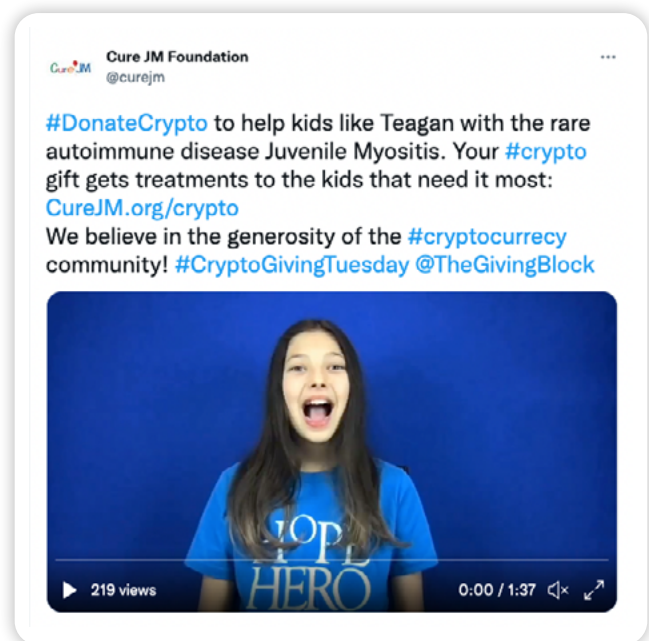 Cure JM
Cure JM Foundation
@curejm
#DonateCrypto to help kids like Teagan with the rare
autoimmune disease Juvenile Myositis. Your #crypto
gift gets treatments to the kids that need it most:
CureJM.org/crypto
We believe in the generosity of the #cryptocurrecy
community! #CryptoGivingTuesday @TheGivingBlock
HOPE
HERO
219 views
0:00 / 1:37